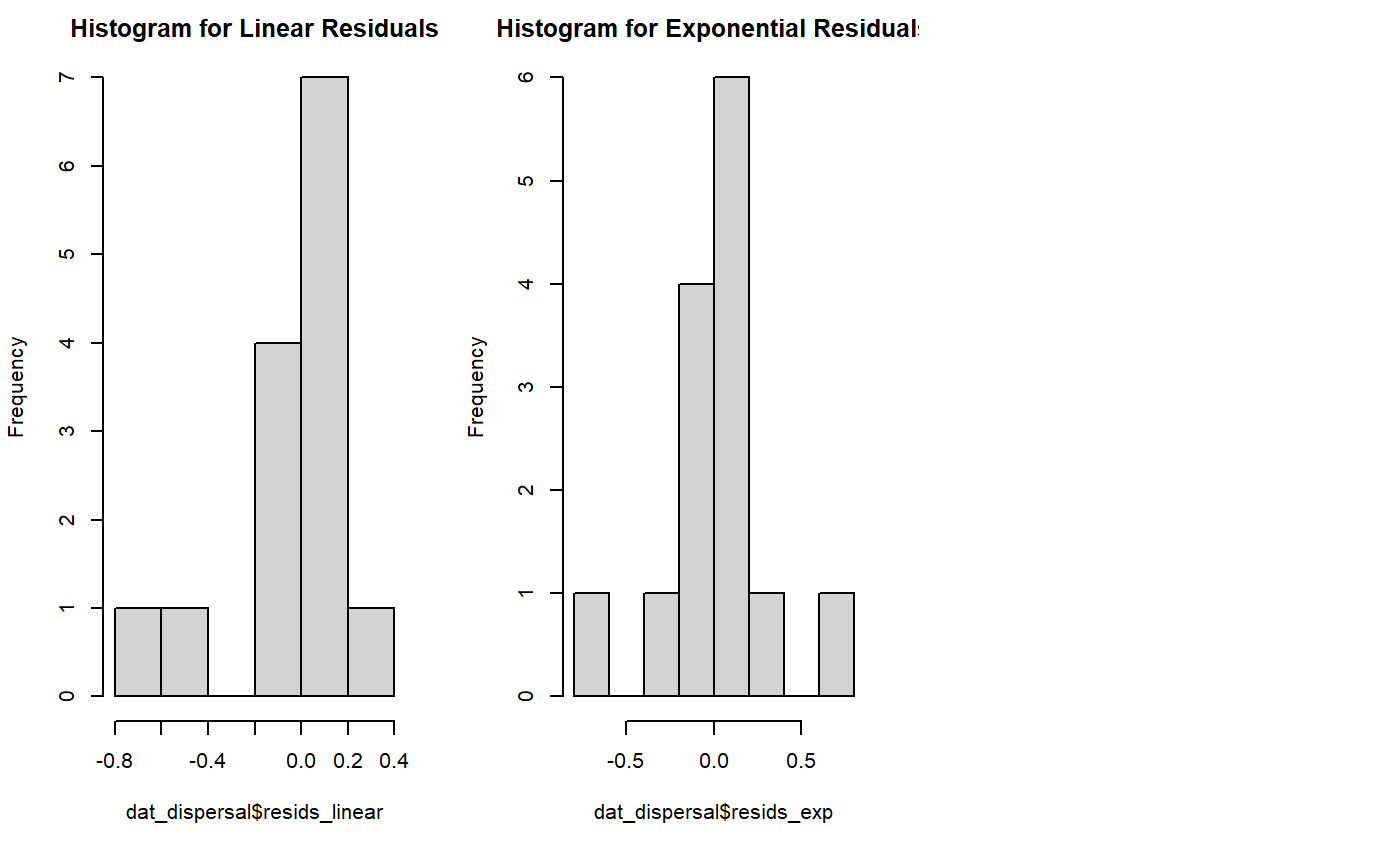 Histogram for Linear Residuals
Frequency
7
6
5
4
3
2
1
0
-0.8 -0.4 0.0 0.2 0.4
dat_dispersal$resids_linear
Histogram for Exponential Residuals
Frequency
6
5
4
3
2
1
0
-0.5 0.0 0.5
dat_dispersal$resids_exp